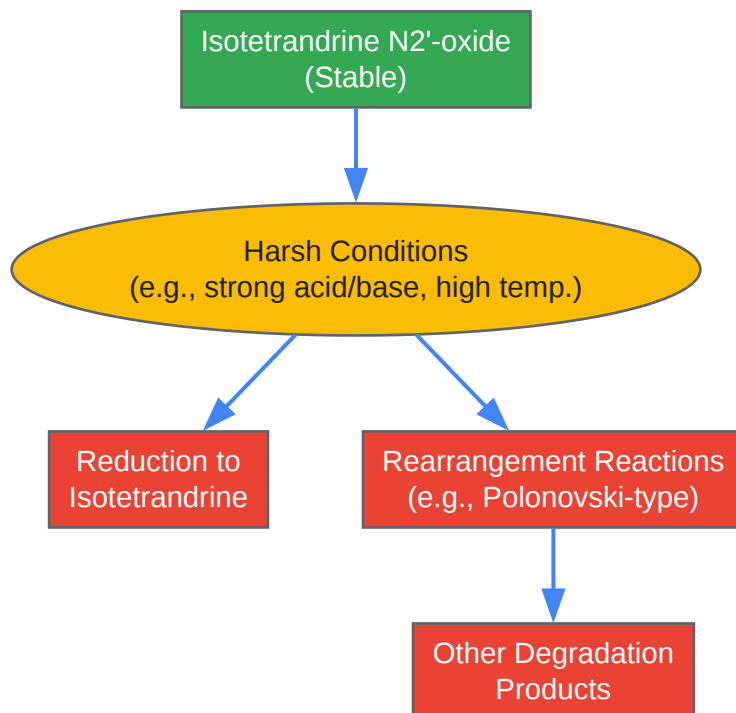 Isotetrandrine N2'-oxide
(Stable)
Harsh Conditions
(e.g., strong acid/base, high temp.)
Reduction to
Isotetrandrine
Rearrangement Reactions
(e.g., Polonovski-type)
Other Degradation
Products